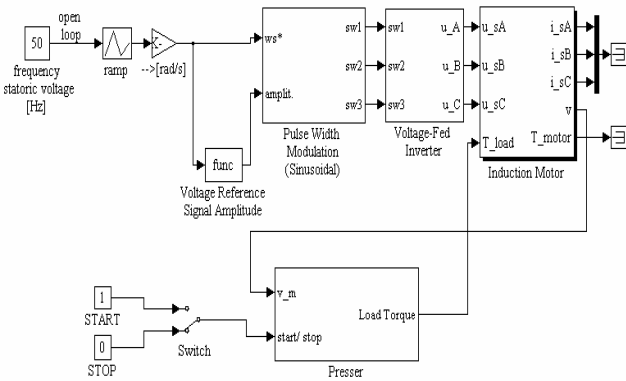 open
loop
50
K-
frequency
statoric voltage
[Hz]
ramp
-->[rad/s]
ws*
amplit.
sw1
sw2
sw3
Pulse Width
Modulation
(Sinusoidal)
sw1
sw2
sw3
u_A
u_B
u_C
Voltage-Fed
Inverter
u_sA
u_sB
u_sC
T_load
i_sA
i_sB
i_sC
v
T_motor
Induction Motor
func
Voltage Reference
Signal Amplitude
1
START
0
STOP
Switch
v_m
start/ stop
Load Torque
Presser